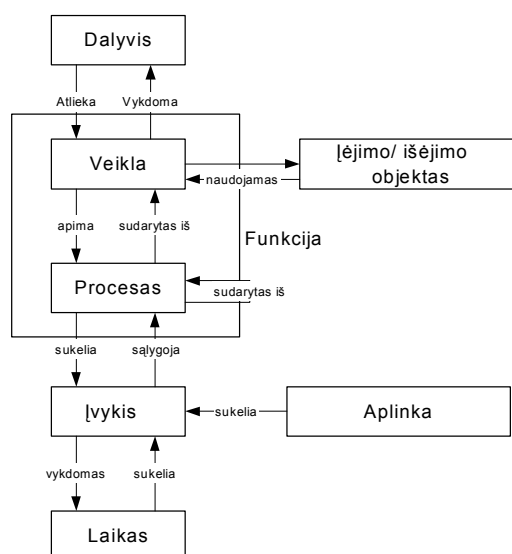 Dalyvis
Atlieka
Vykdoma
Veikla
Įėjimo/ išėjimo
objektas
naudojamas
apima
sudarytas iš
Funkcija
Procesas
sudarytas iš
sukelia
sąlygoja
Įvykis
sukelia
Aplinka
vykdomas
sukelia
Laikas